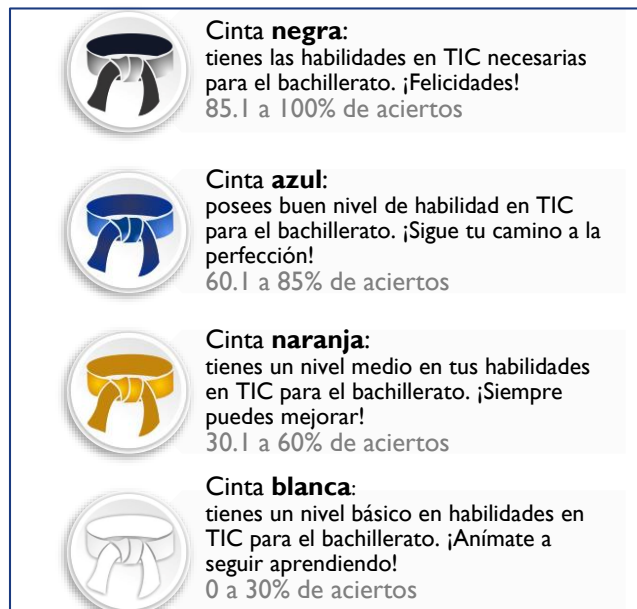 Cinta negra:
tienes las habilidades en TIC necesarias
para el bachillerato. ¡Felicidades!
85.1 a 100% de aciertos
Cinta azul:
posees buen nivel de habilidad en TIC
para el bachillerato. ¡Sigue tu camino a la
perfección!
60.1 a 85% de aciertos
Cinta naranja:
tienes un nivel medio en tus habilidades
en TIC para el bachillerato. ¡Siempre
puedes mejorar!
30.1 a 60% de aciertos
Cinta blanca:
tienes un nivel básico en habilidades en
TIC para el bachillerato. ¡Anímate a
seguir aprendiendo!
0 a 30% de aciertos